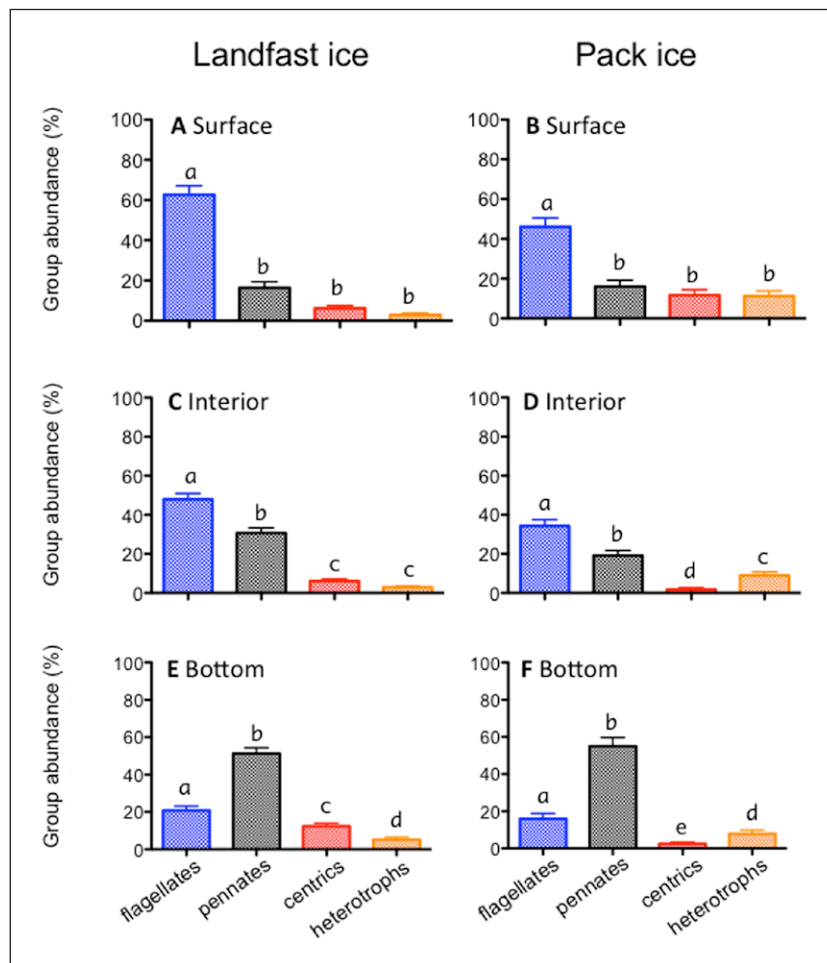 Landfast ice Pack ice
Group abundance (%)
A Surface
100
80
60
40
20
0
a
b
b
b
B Surface
100
80
60
40
20
0
a
b
b
b
Group abundance (%)
C Interior
100
80
60
40
20
0
a
b
c
c
D Interior
100
80
60
40
20
0
a
b
d
c
Group abundance (%)
E Bottom
100
80
60
40
20
0
a
b
c
d
flagellates
pennates
centrics
heterotrophs
F Bottom
100
80
60
40
20
0
a
b
e
d
flagellates
pennates
centrics
heterotrophs